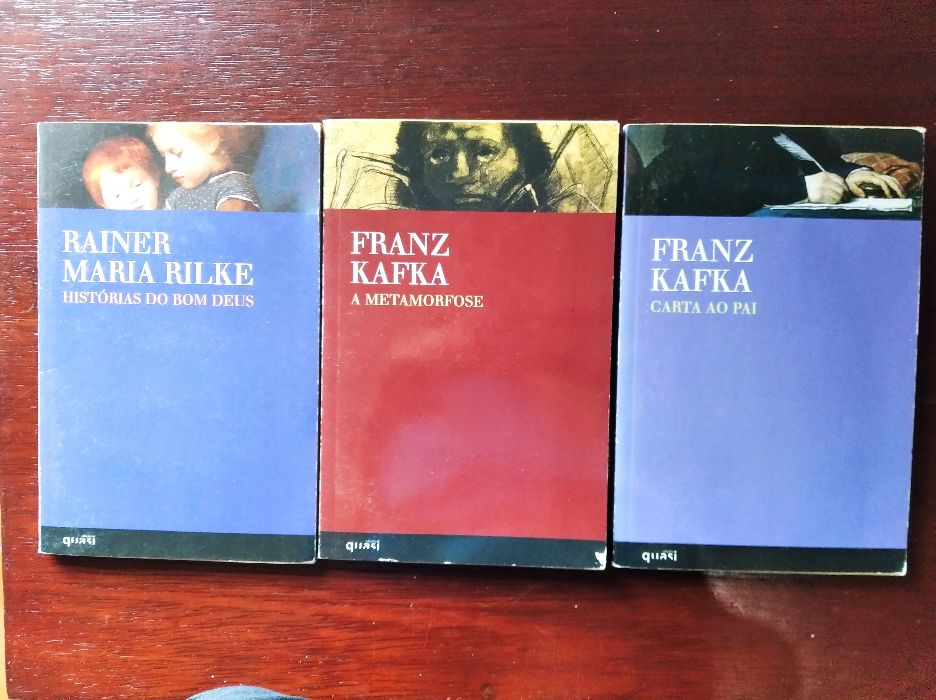 RAINER
MARIA RILKE
HISTÓRIAS DO BOM DEUS
quasi
FRANZ
KAFKA
A METAMORFOSE
quasi
FRANZ
KAFKA
CARTA AO PAI
quasi